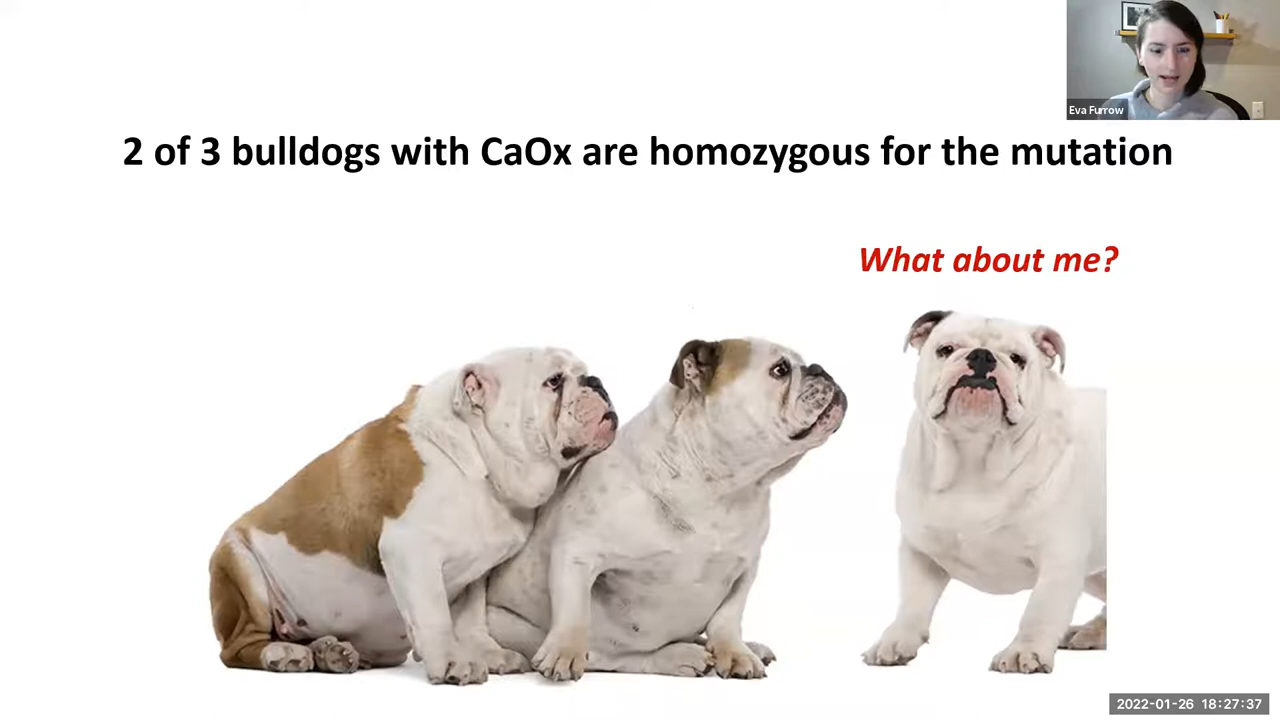 Eva Furrow
2 of 3 bulldogs with CaOx are homozygous for the mutation
What about me?
2022-01-26 18:27:37